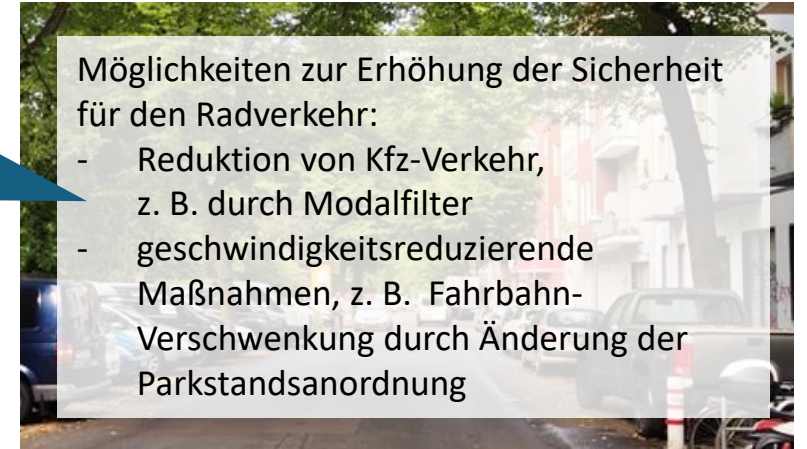 Möglichkeiten zur Erhöhung der Sicherheit
für den Radverkehr:
- Reduktion von Kfz-Verkehr,
z. B. durch Modalfilter
- geschwindigkeitsreduzierende
Maßnahmen, z. B. Fahrbahn-
Verschwenkung durch Änderung der
Parkstandsanordnung